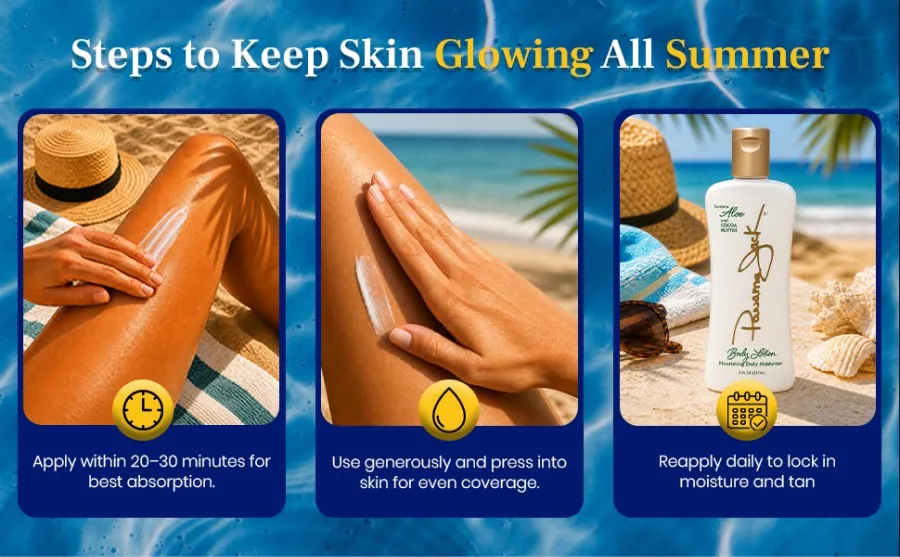 Steps to Keep Skin Glowing All Summer
Apply within 20–30 minutes for
best absorption.
Use generously and press into
skin for even coverage.
Contains
Aloe
and
COCOA
BUTTER
Panama Jack®
Body Lotion
Nourishing Daily Moisturizer
Reapply daily to lock in
moisture and tan